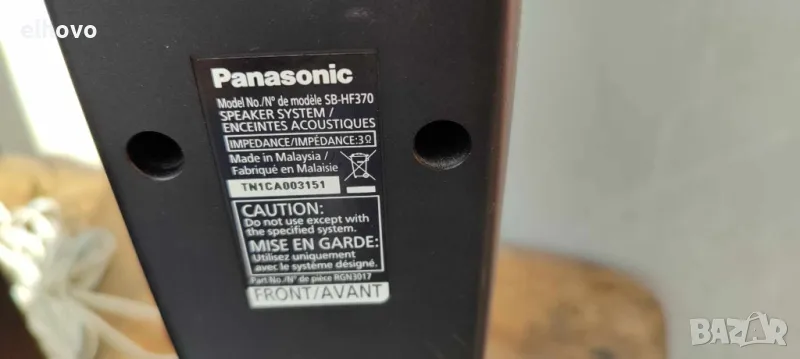 elhovo
Panasonic
Model No./N° de modèle SB-HF370
SPEAKER SYSTEM /
ENCEINTES ACOUSTIQUES
IMPEDANCE/IMPÉDANCE:3Ω
Made in Malaysia /
Fabriqué en Malaisie
TN1CA003151
CAUTION:
Do not use except with
the specified system.
MISE EN GARDE:
Utilisez uniquement
avec le système désigné.
Part No./N° de pièce RGN3017
FRONT/AVANT
BAZAR